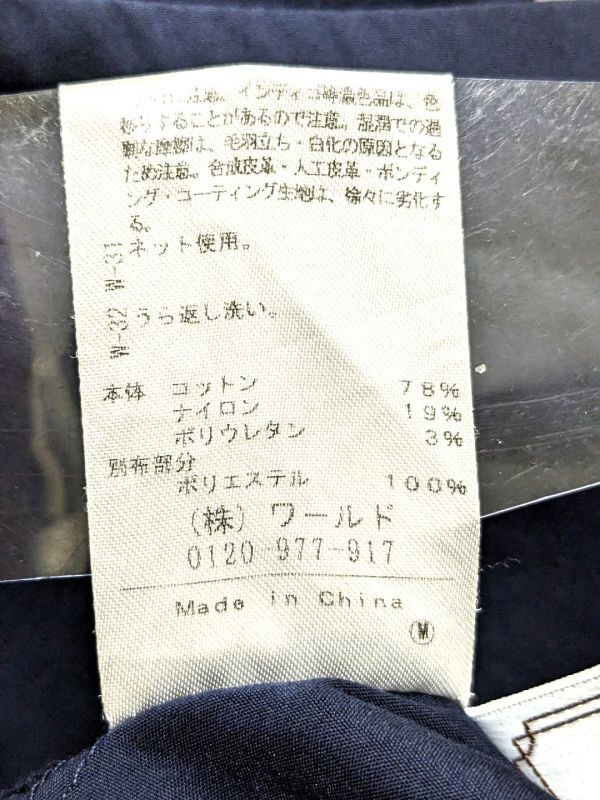 注意。インディゴ等濃色品は、色
移りすることがあるので注意。湿潤での過
剰な摩擦は、毛羽立ち・白化の原因となる
ため注意。合成皮革・人工皮革・ボンディ
ング・コーティング生地は、徐々に劣化す
る。
W-31 ネット使用。
W-32 うら返し洗い。
本体 コットン 78%
ナイロン 19%
ポリウレタン 3%
別布部分
ポリエステル 100%
(株) ワールド
0120-977-917
Made in China
M